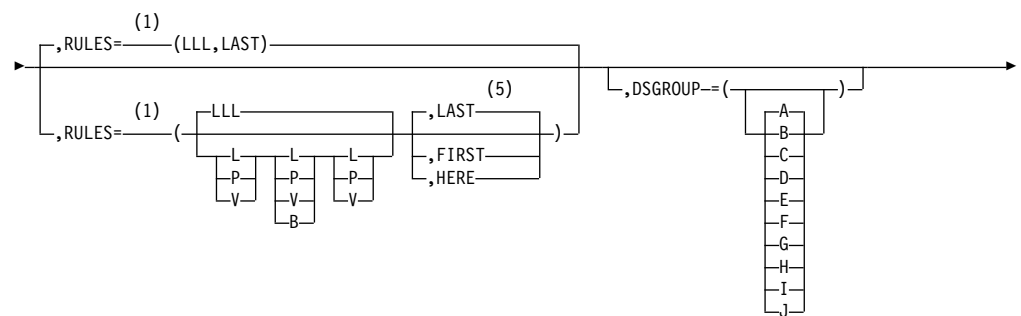 (1)
,RULES= (LLL,LAST)
(1) (5)
,RULES= ( LLL ,LAST )
,DSGROUP =( )
L L L ,FIRST
P P P ,HERE
V V V
B
A
B
C
D
E
F
G
H
I
J